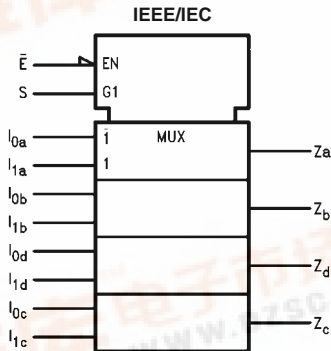 IEEE/IEC
Ē EN
S G1
I0a 1̄ MUX Za
I1a 1
I0b Zb
I1b
I0d Zd
I1d
I0c Zc
I1c